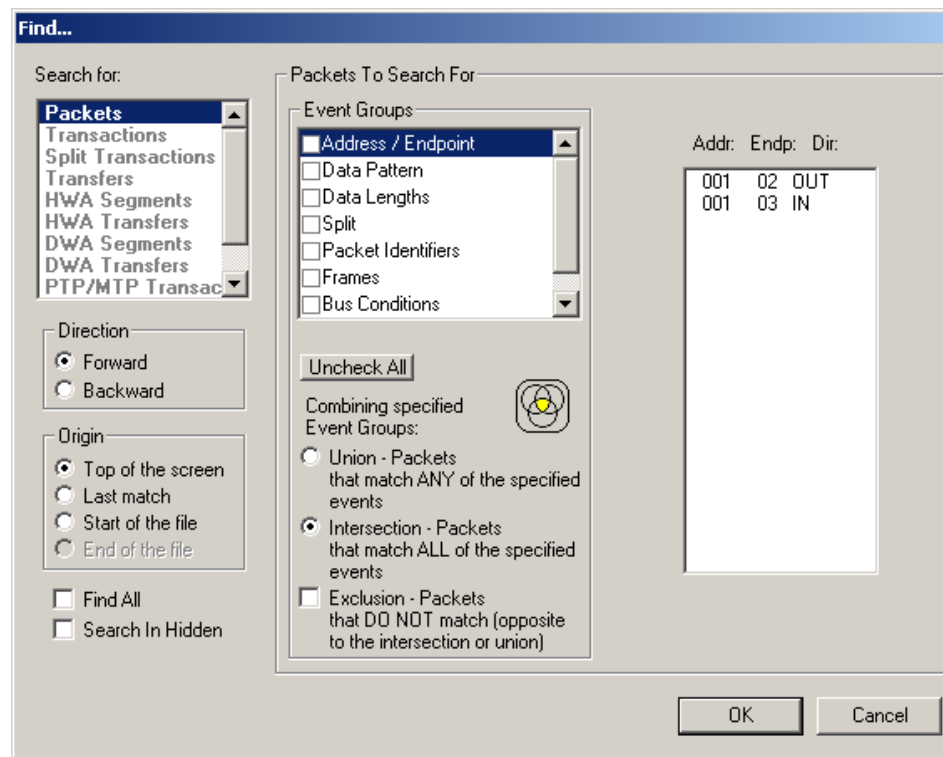 Find...
Search for:
Packets
Transactions
Split Transactions
Transfers
HWA Segments
HWA Transfers
DWA Segments
DWA Transfers
PTP/MTP Transac
Direction
Forward
Backward
Origin
Top of the screen
Last match
Start of the file
End of the file
Find All
Search In Hidden
Packets To Search For
Event Groups
Address / Endpoint
Data Pattern
Data Lengths
Split
Packet Identifiers
Frames
Bus Conditions
Uncheck All
Combining specified
Event Groups:
Union - Packets
that match ANY of the specified
events
Intersection - Packets
that match ALL of the specified
events
Exclusion - Packets
that DO NOT match (opposite
to the intersection or union)
Addr: Endp: Dir:
001 02 OUT
001 03 IN
OK
Cancel